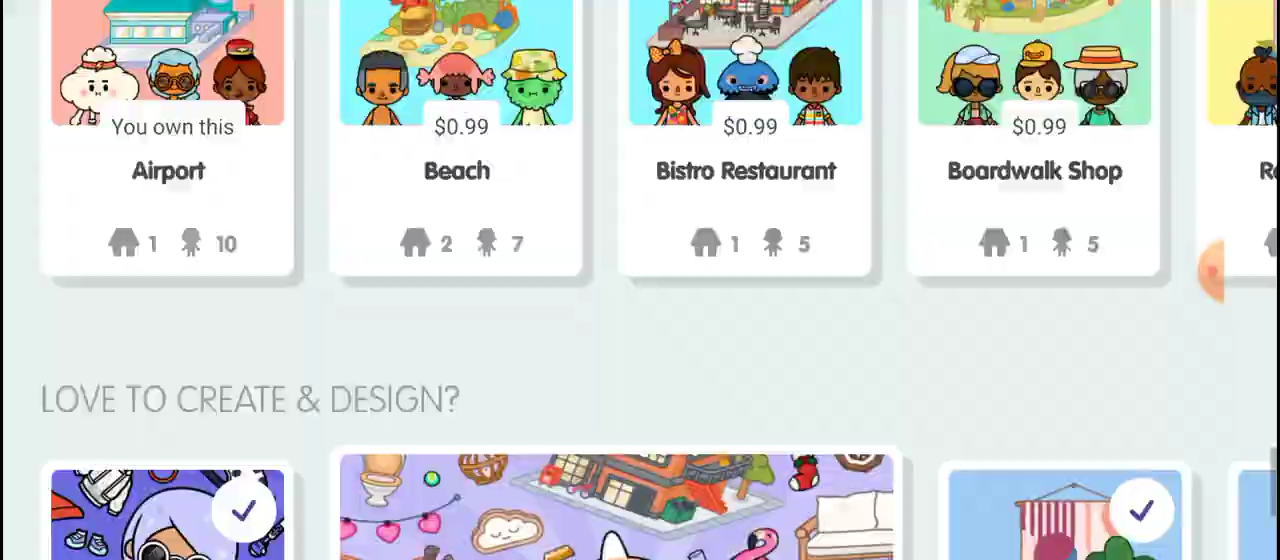 You own this
$0.99
$0.99
$0.99
Airport
Beach
Bistro Restaurant
Boardwalk Shop
1 10
2 7
1 5
1 5
LOVE TO CREATE & DESIGN?